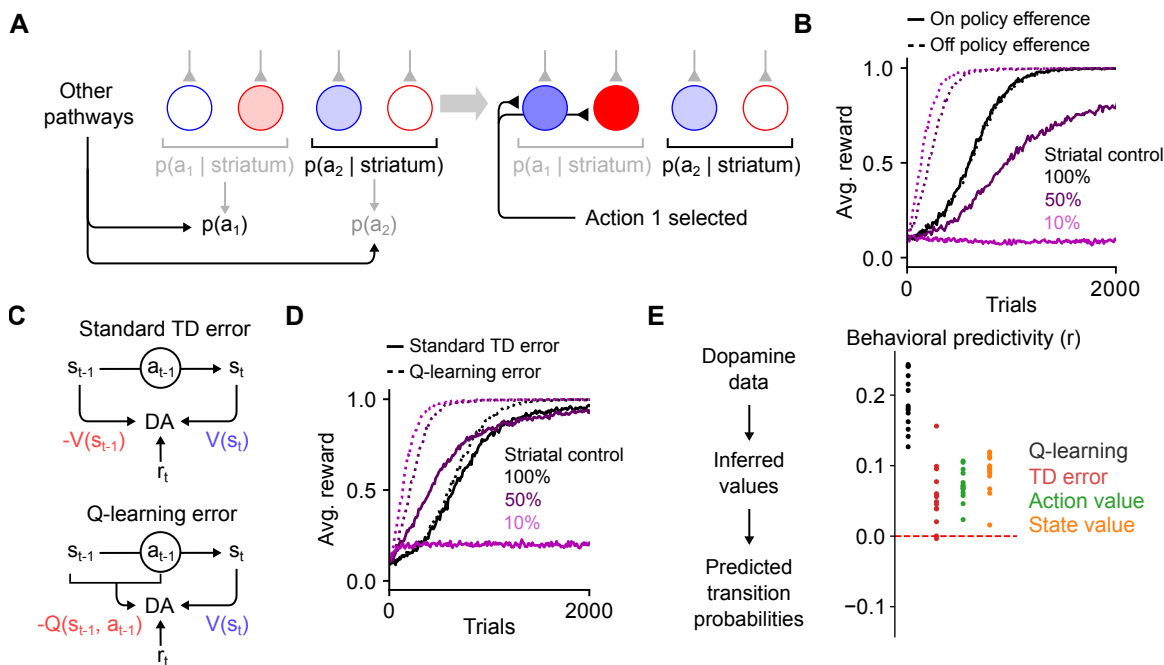 A
Other
pathways
p(a1 | striatum)
p(a2 | striatum)
p(a1)
p(a2)
p(a1 | striatum)
p(a2 | striatum)
Action 1 selected
B
On policy efference
Off policy efference
Avg. reward
1.0
0.5
0.0
Striatal control
100%
50%
10%
0
2000
Trials
C
Standard TD error
st-1
at-1
st
DA
-V(st-1)
V(st)
rt
Q-learning error
st-1
at-1
st
DA
-Q(st-1, at-1)
V(st)
rt
D
Standard TD error
Q-learning error
Avg. reward
1.0
0.5
0.0
Striatal control
100%
50%
10%
0
2000
Trials
E
Dopamine
data
Inferred
values
Predicted
transition
probabilities
Behavioral predictivity (r)
0.2
0.1
0.0
−0.1
Q-learning
TD error
Action value
State value